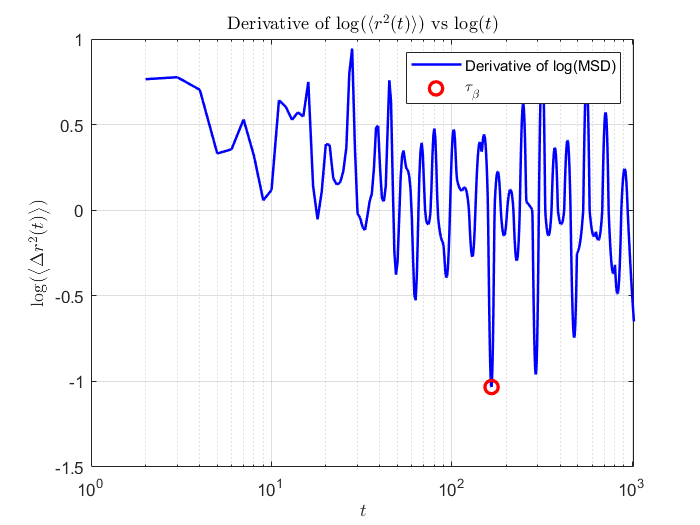 Derivative of log(⟨r²(t)⟩) vs log(t)
Derivative of log(MSD)
τ_β
log(⟨Δr²(t)⟩)
1
0.5
0
-0.5
-1
-1.5
10⁰ 10¹ 10² 10³
t